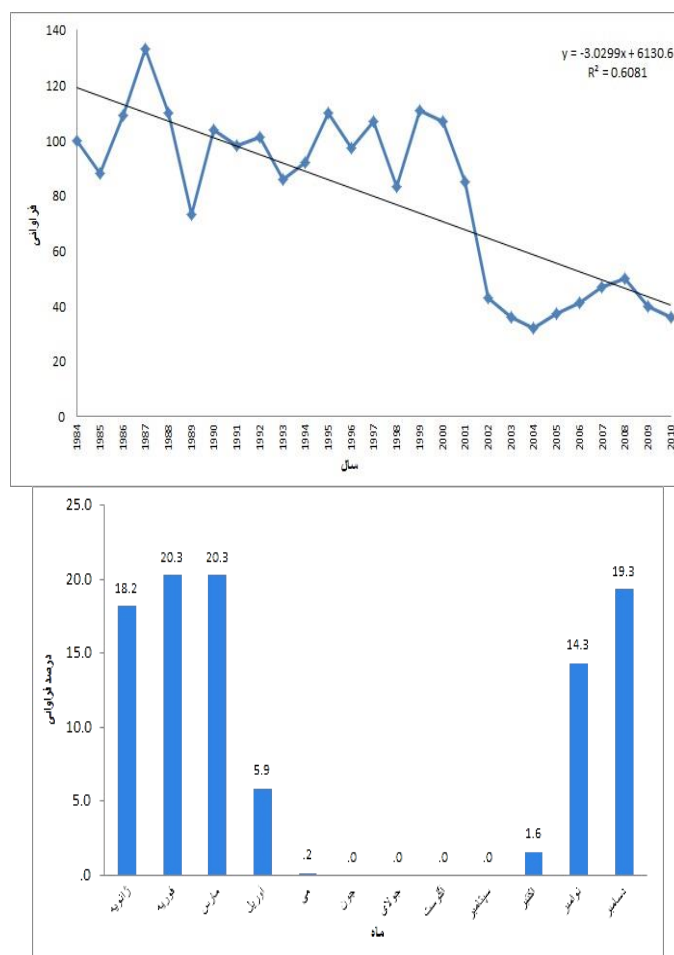 y = -3.0299x + 6130.6
R² = 0.6081
140
120
100
80
60
40
20
0
فراوانی
1984 1985 1986 1987 1988 1989 1990 1991 1992 1993 1994 1995 1996 1997 1998 1999 2000 2001 2002 2003 2004 2005 2006 2007 2008 2009 2010
سال
25.0
20.0
15.0
10.0
5.0
.0
درصد فراوانی
18.2 20.3 20.3 5.9 .2 .0 .0 .0 .0 1.6 14.3 19.3
ژانویه فوریه مارس آوریل می جون جولای آگوست سپتامبر اکتبر نوامبر دسامبر
ماه